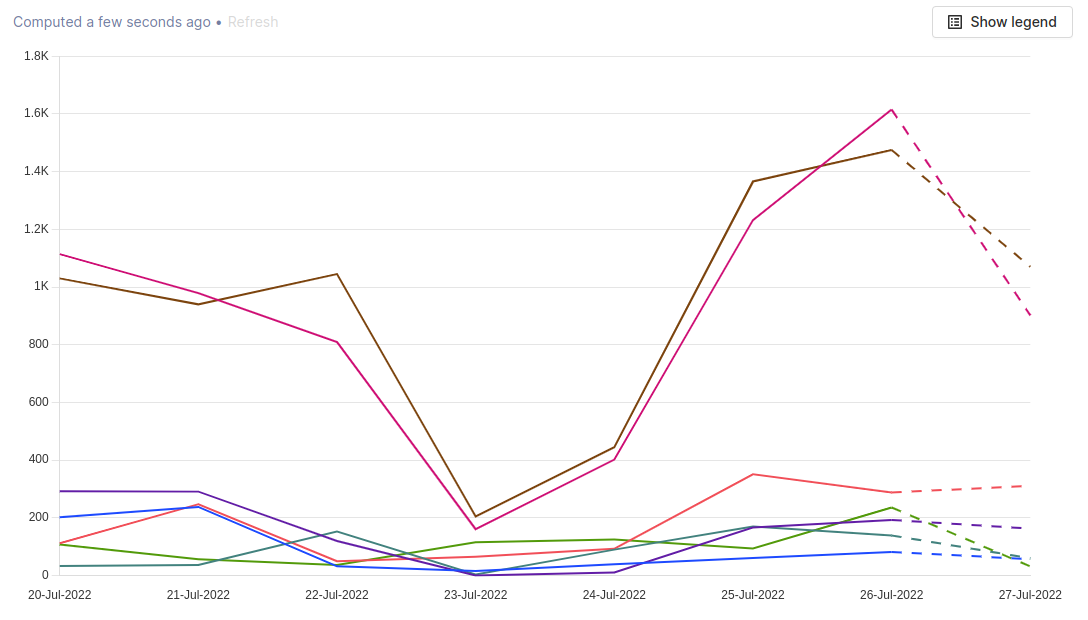 Computed a few seconds ago • Refresh
Show legend
1.8K
1.6K
1.4K
1.2K
1K
800
600
400
200
0
20-Jul-2022 21-Jul-2022 22-Jul-2022 23-Jul-2022 24-Jul-2022 25-Jul-2022 26-Jul-2022 27-Jul-2022